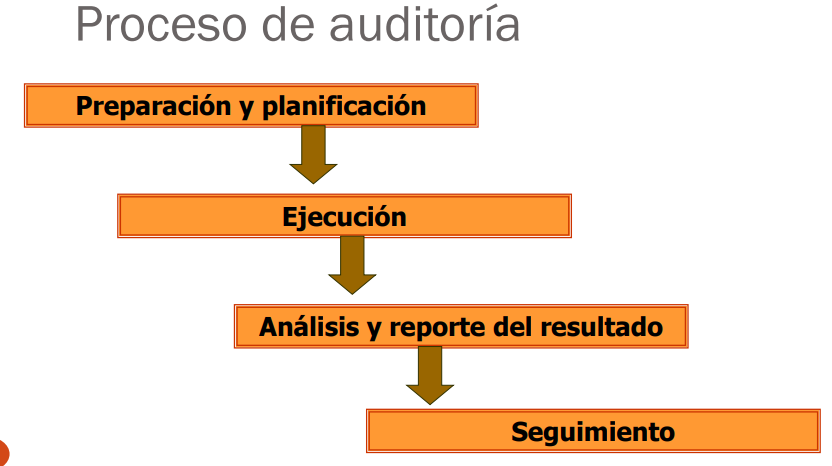 Proceso de auditoría
Preparación y planificación
Ejecución
Análisis y reporte del resultado
Seguimiento